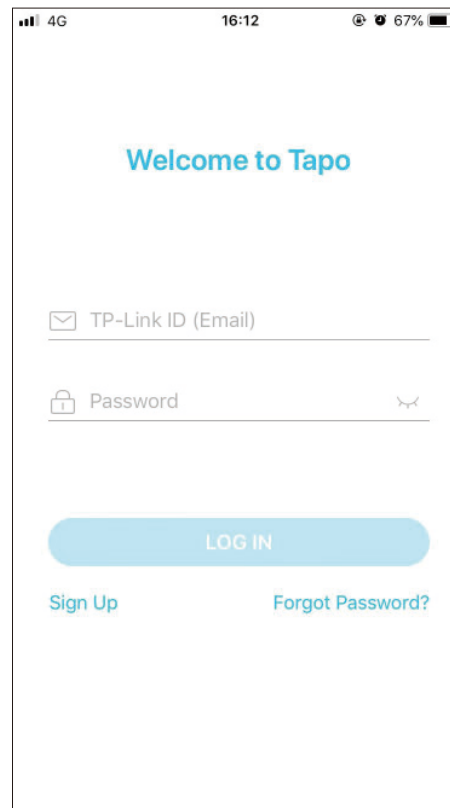 4G 16:12 67%
Welcome to Tapo
TP-Link ID (Email)
Password
LOG IN
Sign Up Forgot Password?